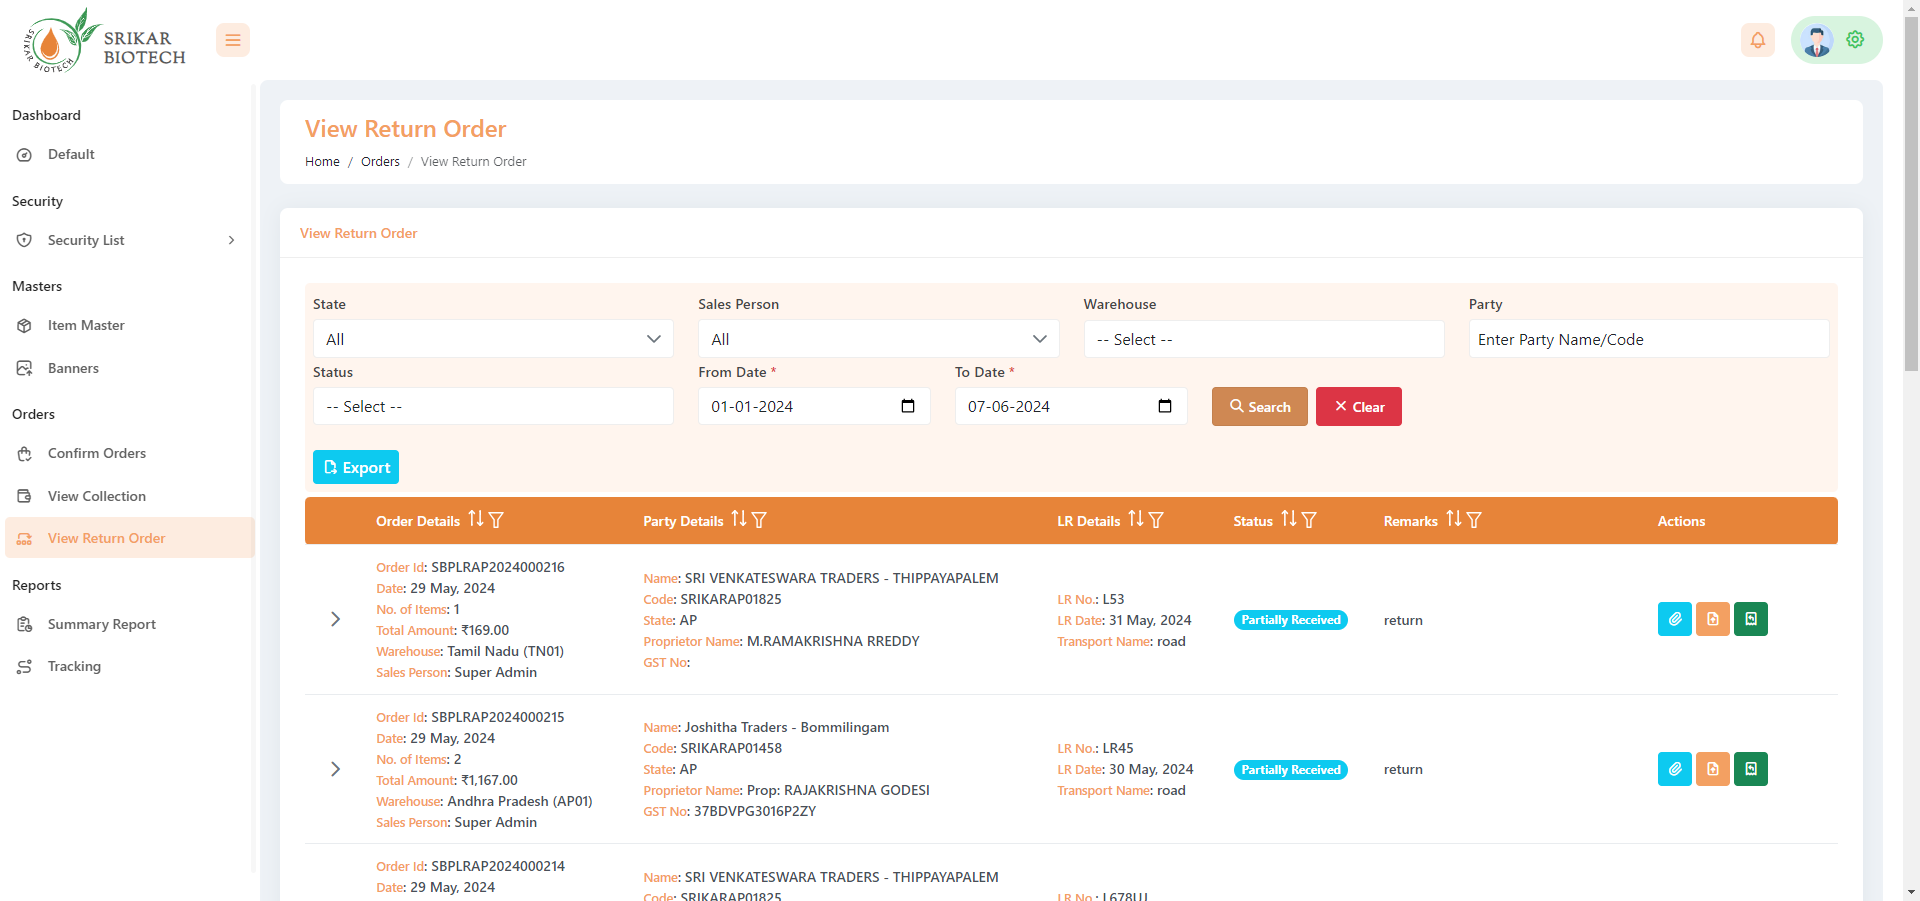 SRIKAR BIOTECH
SRIKAR
BIOTECH
Dashboard
Default
Security
Security List
Masters
Item Master
Banners
Orders
Confirm Orders
View Collection
View Return Order
Reports
Summary Report
Tracking
View Return Order
Home / Orders / View Return Order
View Return Order
State
Sales Person
Warehouse
Party
All
All
-- Select --
Enter Party Name/Code
Status
From Date *
To Date *
-- Select --
01-01-2024
07-06-2024
Search
Clear
Export
Order Details
Party Details
LR Details
Status
Remarks
Actions
Order Id: SBPLRAP2024000216
Date: 29 May, 2024
No. of Items: 1
Total Amount: ₹169.00
Warehouse: Tamil Nadu (TN01)
Sales Person: Super Admin
Name: SRI VENKATESWARA TRADERS - THIPPAYAPALEM
Code: SRIKARAP01825
State: AP
Proprietor Name: M.RAMAKRISHNA RREDDY
GST No:
LR No.: L53
LR Date: 31 May, 2024
Transport Name: road
Partially Received
return
Order Id: SBPLRAP2024000215
Date: 29 May, 2024
No. of Items: 2
Total Amount: ₹1,167.00
Warehouse: Andhra Pradesh (AP01)
Sales Person: Super Admin
Name: Joshitha Traders - Bommilingam
Code: SRIKARAP01458
State: AP
Proprietor Name: Prop: RAJAKRISHNA GODESI
GST No: 37BDVPG3016P2ZY
LR No.: LR45
LR Date: 30 May, 2024
Transport Name: road
Partially Received
return
Order Id: SBPLRAP2024000214
Date: 29 May, 2024
Name: SRI VENKATESWARA TRADERS - THIPPAYAPALEM
Code: SRIKARAP01825
LR No.: L678UJ